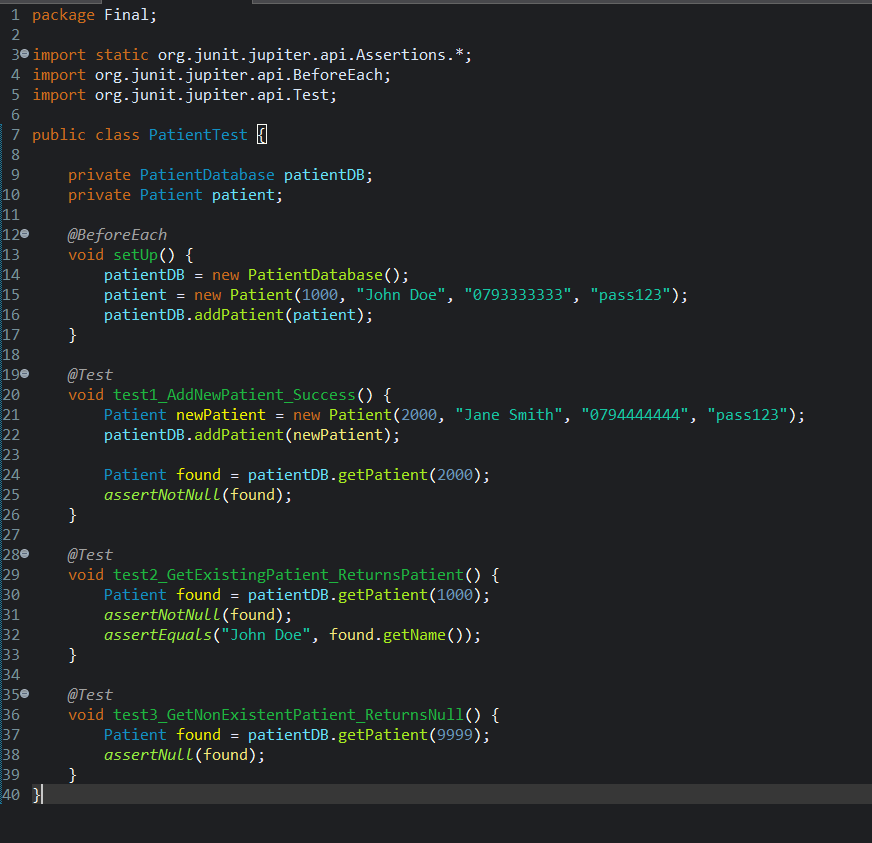 1 package Final;
2
3 import static org.junit.jupiter.api.Assertions.*;
4 import org.junit.jupiter.api.BeforeEach;
5 import org.junit.jupiter.api.Test;
6
7 public class PatientTest {
8
9     private PatientDatabase patientDB;
10     private Patient patient;
11
12     @BeforeEach
13     void setUp() {
14         patientDB = new PatientDatabase();
15         patient = new Patient(1000, "John Doe", "0793333333", "pass123");
16         patientDB.addPatient(patient);
17     }
18
19     @Test
20     void test1_AddNewPatient_Success() {
21         Patient newPatient = new Patient(2000, "Jane Smith", "0794444444", "pass123");
22         patientDB.addPatient(newPatient);
23
24         Patient found = patientDB.getPatient(2000);
25         assertNotNull(found);
26     }
27
28     @Test
29     void test2_GetExistingPatient_ReturnsPatient() {
30         Patient found = patientDB.getPatient(1000);
31         assertNotNull(found);
32         assertEquals("John Doe", found.getName());
33     }
34
35     @Test
36     void test3_GetNonExistentPatient_ReturnsNull() {
37         Patient found = patientDB.getPatient(9999);
38         assertNull(found);
39     }
40 }